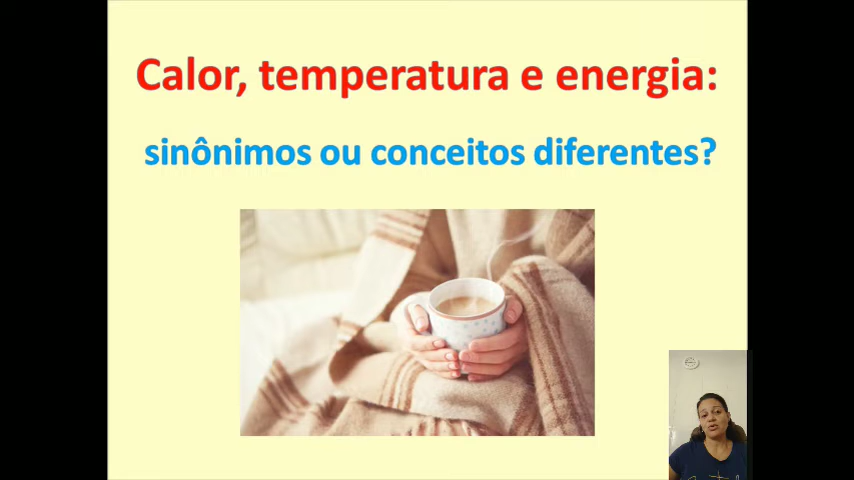 Calor, temperatura e energia:
sinônimos ou conceitos diferentes?